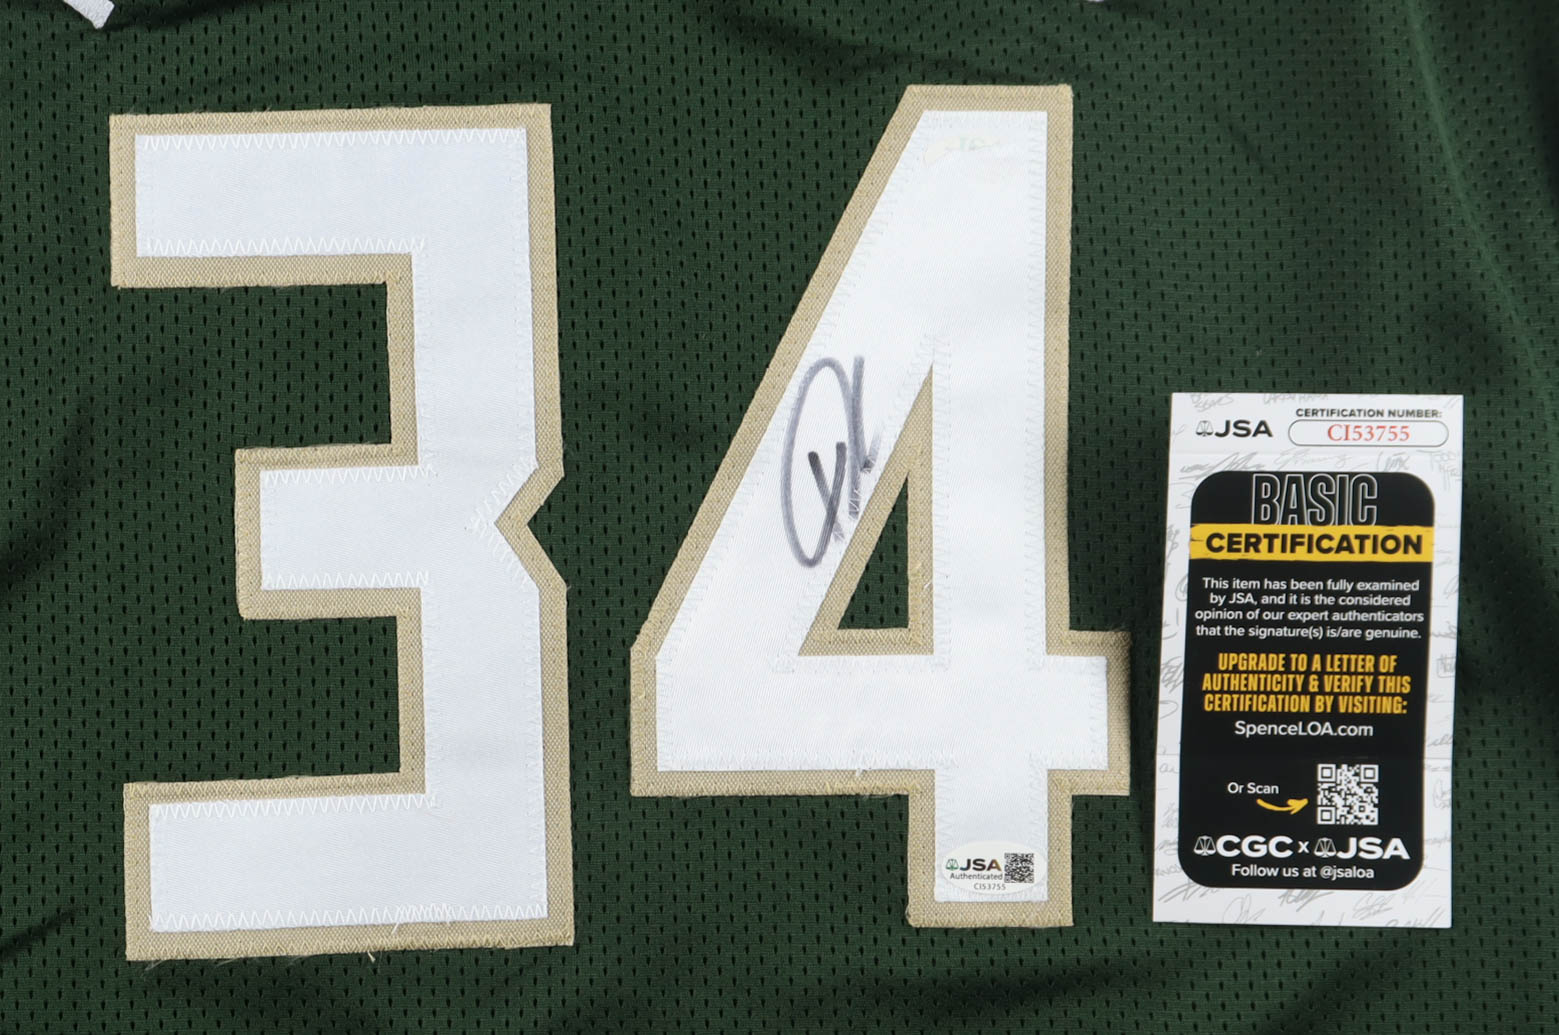 34
JSA
CERTIFICATION NUMBER:
CI53755
BASIC
CERTIFICATION
This item has been fully examined
by JSA, and it is the considered
opinion of our expert authenticators
that the signature(s) is/are genuine.
UPGRADE TO A LETTER OF
AUTHENTICITY & VERIFY THIS
CERTIFICATION BY VISITING:
SpenceLOA.com
Or Scan
CGC x JSA
Follow us at @jsaloa
JSA
Authenticated
CI53755